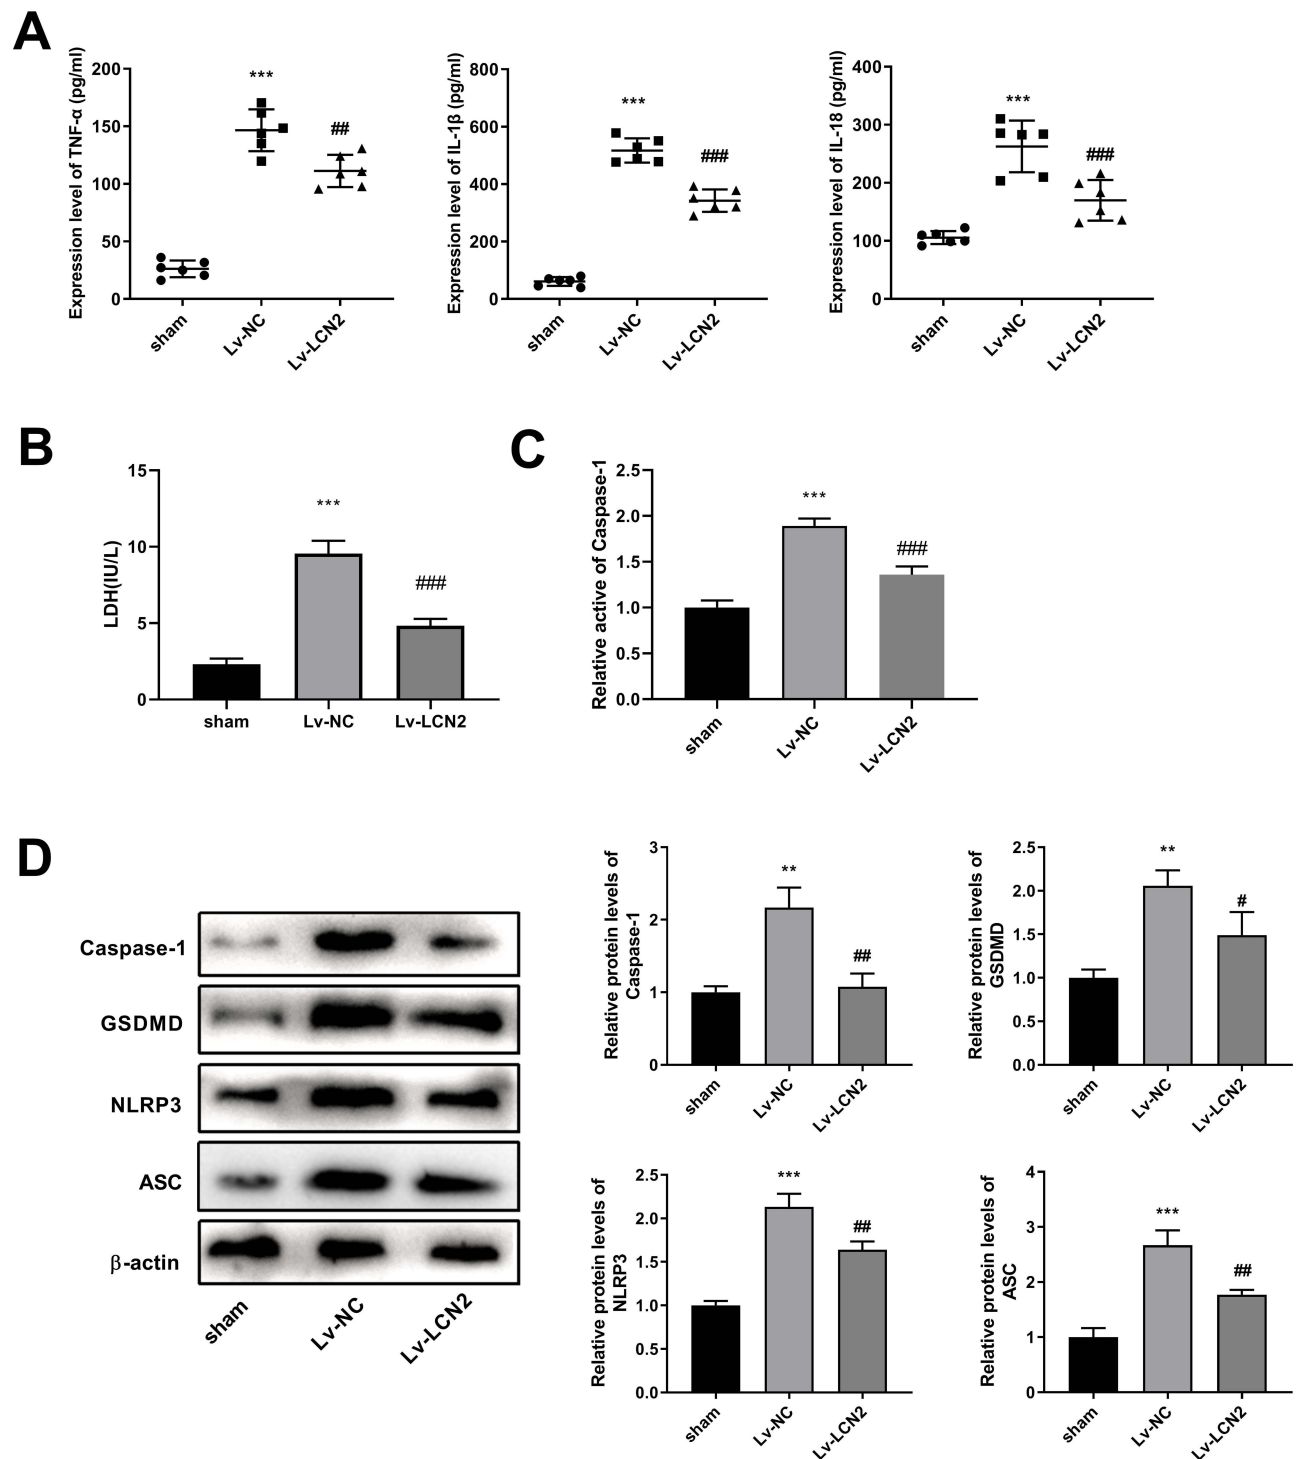 A
Expression level of TNF-α (pg/ml)
200
150
100
50
0
***
##
sham
Lv-NC
Lv-LCN2
Expression level of IL-1β (pg/ml)
800
600
400
200
0
***
###
sham
Lv-NC
Lv-LCN2
Expression level of IL-18 (pg/ml)
400
300
200
100
0
***
###
sham
Lv-NC
Lv-LCN2
B
LDH(IU/L)
15
10
5
0
***
###
sham
Lv-NC
Lv-LCN2
C
Relative active of Caspase-1
2.5
2.0
1.5
1.0
0.5
0.0
***
###
sham
Lv-NC
Lv-LCN2
D
Caspase-1
GSDMD
NLRP3
ASC
β-actin
sham
Lv-NC
Lv-LCN2
Relative protein levels of
Caspase-1
3
2
1
0
**
##
sham
Lv-NC
Lv-LCN2
Relative protein levels of
GSDMD
2.5
2.0
1.5
1.0
0.5
0.0
**
#
sham
Lv-NC
Lv-LCN2
Relative protein levels of
NLRP3
2.5
2.0
1.5
1.0
0.5
0.0
***
##
sham
Lv-NC
Lv-LCN2
Relative protein levels of
ASC
4
3
2
1
0
***
##
sham
Lv-NC
Lv-LCN2